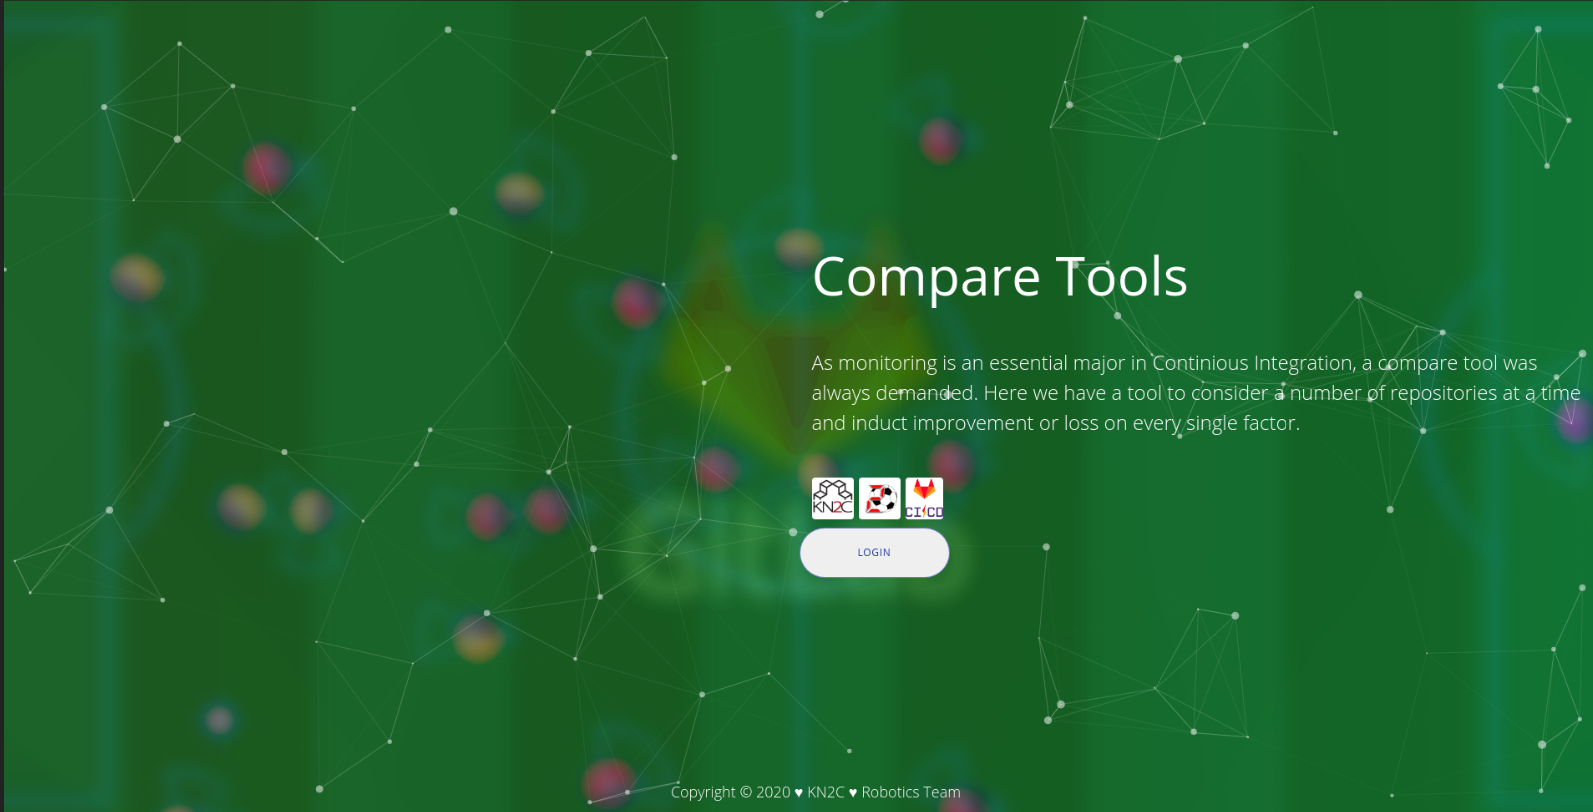 Compare Tools
As monitoring is an essential major in Continious Integration, a compare tool was
always demanded. Here we have a tool to consider a number of repositories at a time
and induct improvement or loss on every single factor.
KN2C
CI CD
LOGIN
Copyright © 2020 ♥ KN2C ♥ Robotics Team